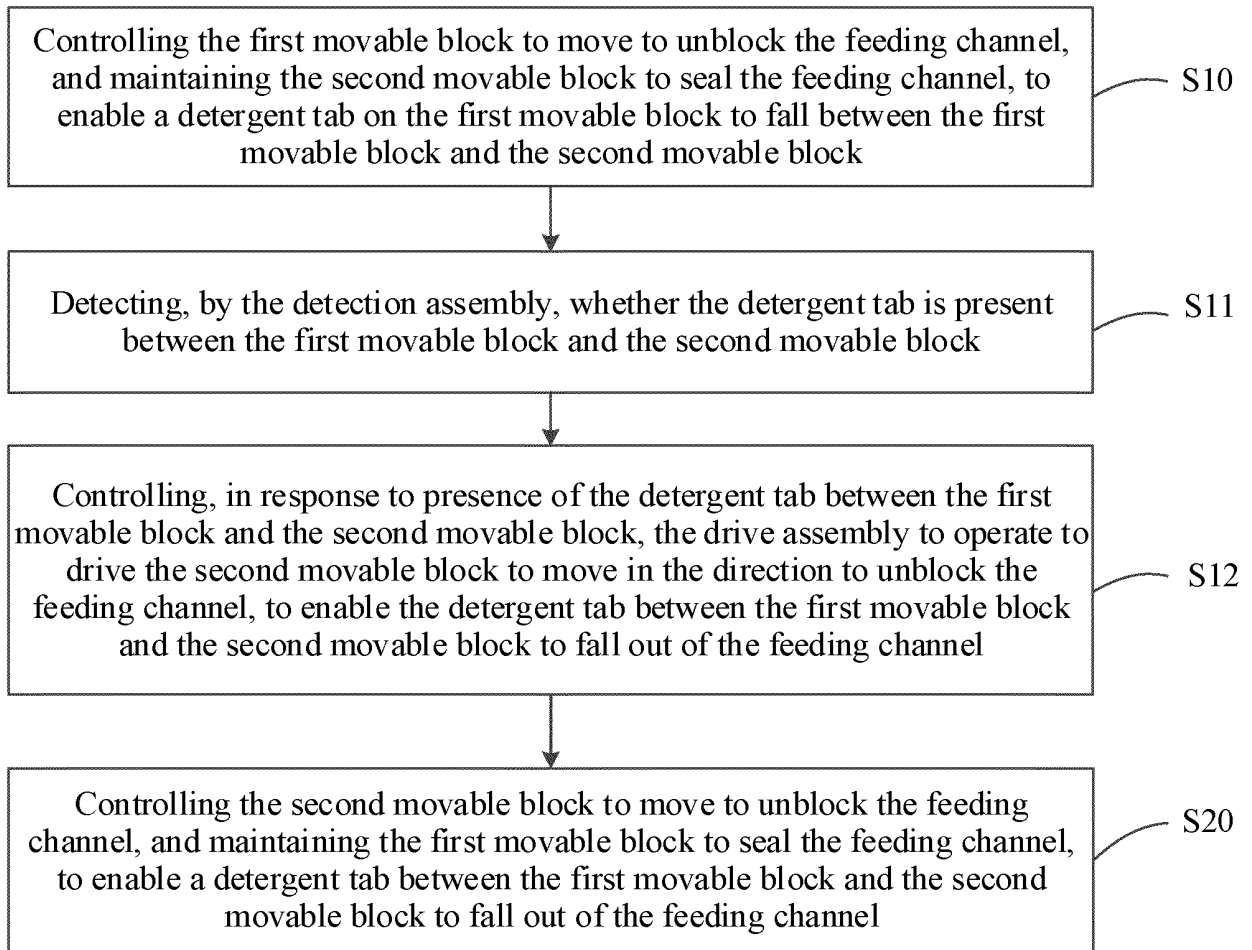 Controlling the first movable block to move to unblock the feeding channel,
and maintaining the second movable block to seal the feeding channel, to
enable a detergent tab on the first movable block to fall between the first
movable block and the second movable block
S10
Detecting, by the detection assembly, whether the detergent tab is present
between the first movable block and the second movable block
S11
Controlling, in response to presence of the detergent tab between the first
movable block and the second movable block, the drive assembly to operate to
drive the second movable block to move in the direction to unblock the
feeding channel, to enable the detergent tab between the first movable block
and the second movable block to fall out of the feeding channel
S12
Controlling the second movable block to move to unblock the feeding
channel, and maintaining the first movable block to seal the feeding channel,
to enable a detergent tab between the first movable block and the second
movable block to fall out of the feeding channel
S20